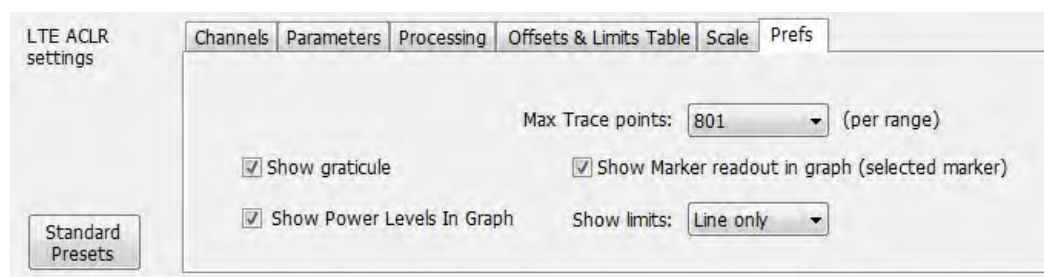 LTE ACLR
settings
Channels Parameters Processing Offsets & Limits Table Scale Prefs
Max Trace points: 801 (per range)
Show graticule Show Marker readout in graph (selected marker)
Show Power Levels In Graph Show limits: Line only
Standard
Presets